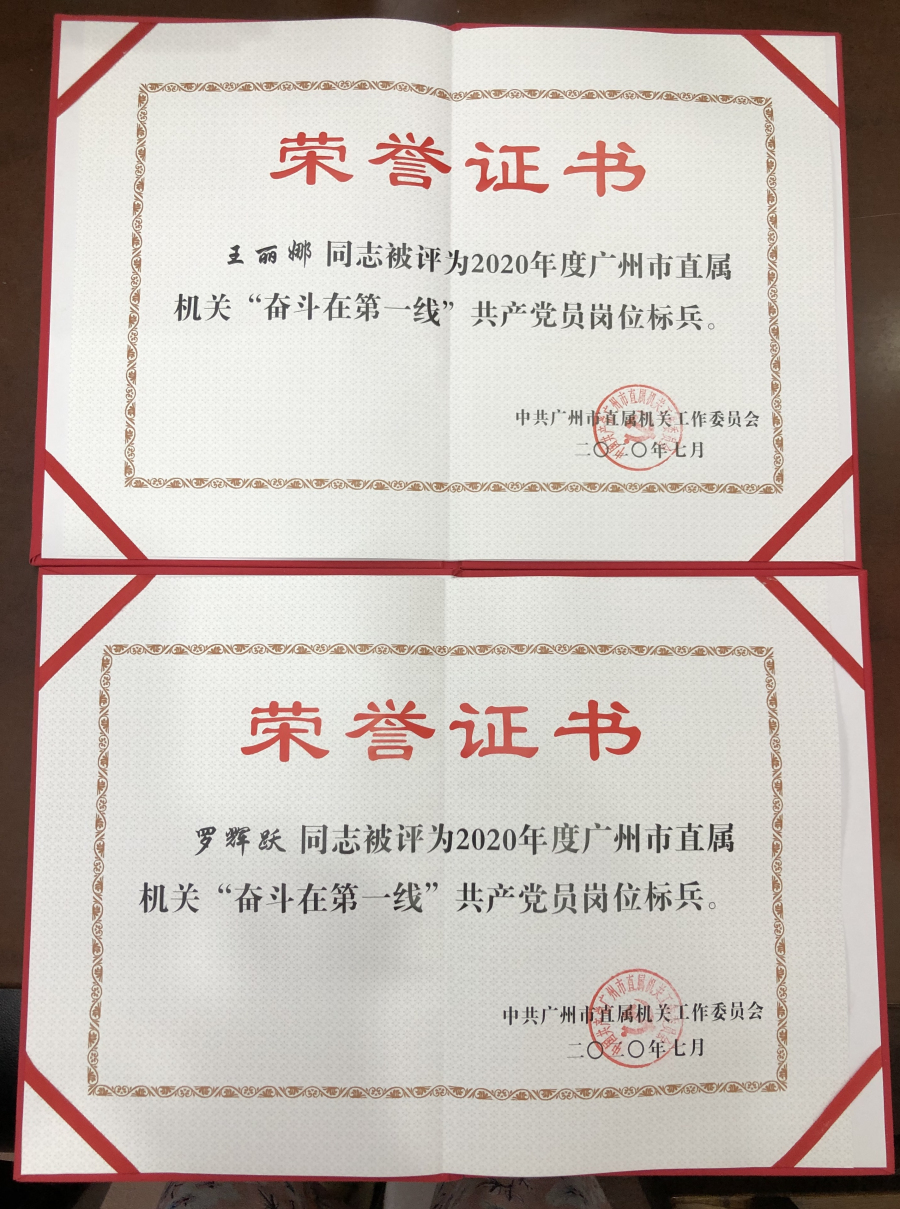 荣誉证书
王丽娜 同志被评为2020年度广州市直属
机关“奋斗在第一线”共产党员岗位标兵。
中共广州市直属机关工作委员会
二〇二〇年七月
荣誉证书
罗辉跃 同志被评为2020年度广州市直属
机关“奋斗在第一线”共产党员岗位标兵。
中共广州市直属机关工作委员会
二〇二〇年七月